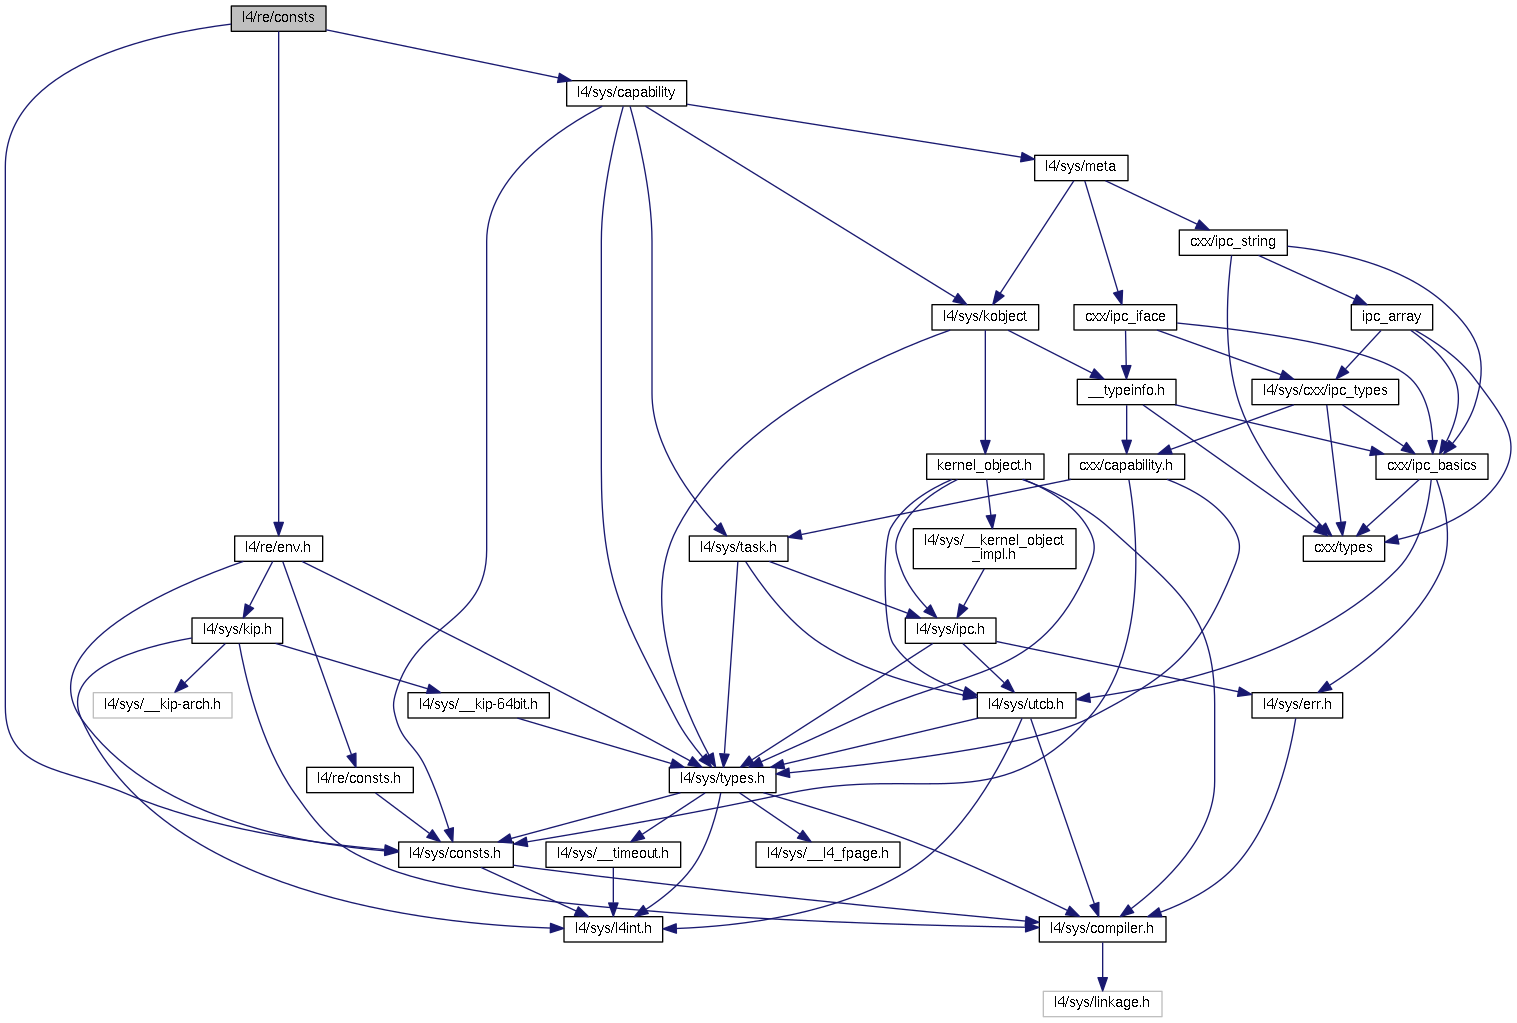 l4/re/consts
l4/sys/capability
l4/sys/meta
cxx/ipc_string
l4/sys/kobject
cxx/ipc_iface
ipc_array
__typeinfo.h
l4/sys/cxx/ipc_types
kernel_object.h
cxx/capability.h
cxx/ipc_basics
l4/re/env.h
l4/sys/task.h
l4/sys/__kernel_object
_impl.h
cxx/types
l4/sys/kip.h
l4/sys/ipc.h
l4/sys/__kip-arch.h
l4/sys/__kip-64bit.h
l4/sys/utcb.h
l4/sys/err.h
l4/re/consts.h
l4/sys/types.h
l4/sys/consts.h
l4/sys/__timeout.h
l4/sys/__l4_fpage.h
l4/sys/l4int.h
l4/sys/compiler.h
l4/sys/linkage.h